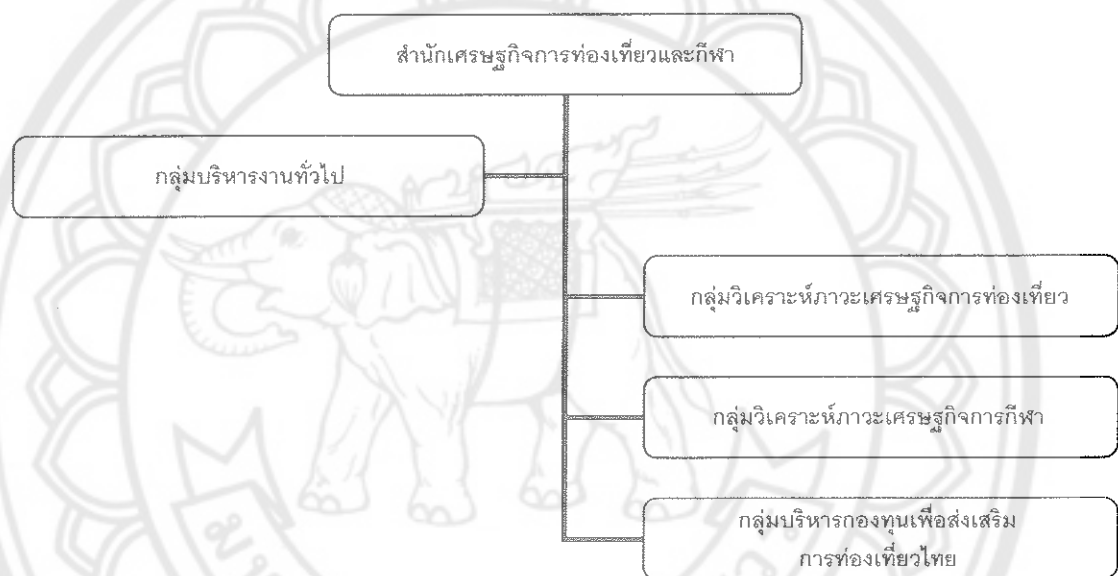 สำนักเศรษฐกิจการท่องเที่ยวและกีฬา
กลุ่มบริหารงานทั่วไป
กลุ่มวิเคราะห์ภาวะเศรษฐกิจการท่องเที่ยว
กลุ่มวิเคราะห์ภาวะเศรษฐกิจการกีฬา
กลุ่มบริหารกองทุนเพื่อส่งเสริม
การท่องเที่ยวไทย